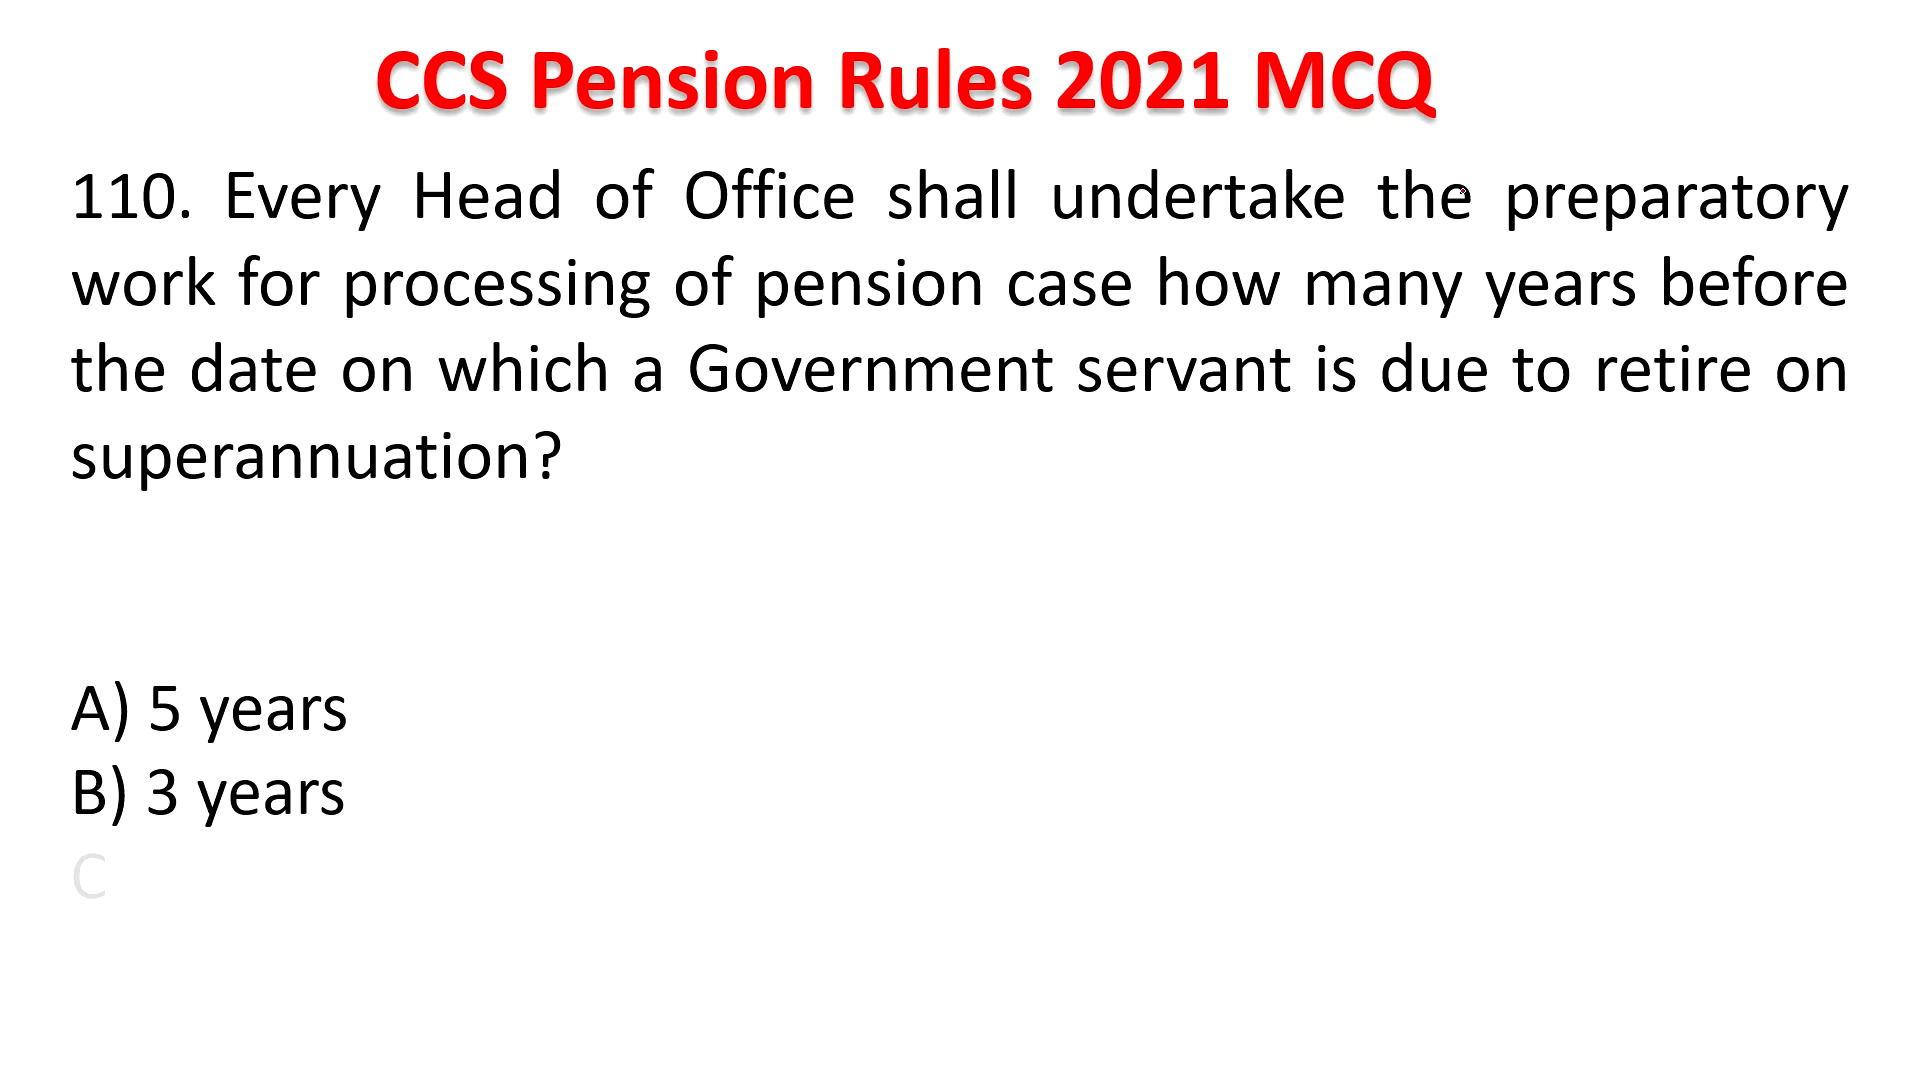 CCS Pension Rules 2021 MCQ
110. Every Head of Office shall undertake the preparatory
work for processing of pension case how many years before
the date on which a Government servant is due to retire on
superannuation?
A) 5 years
B) 3 years
C